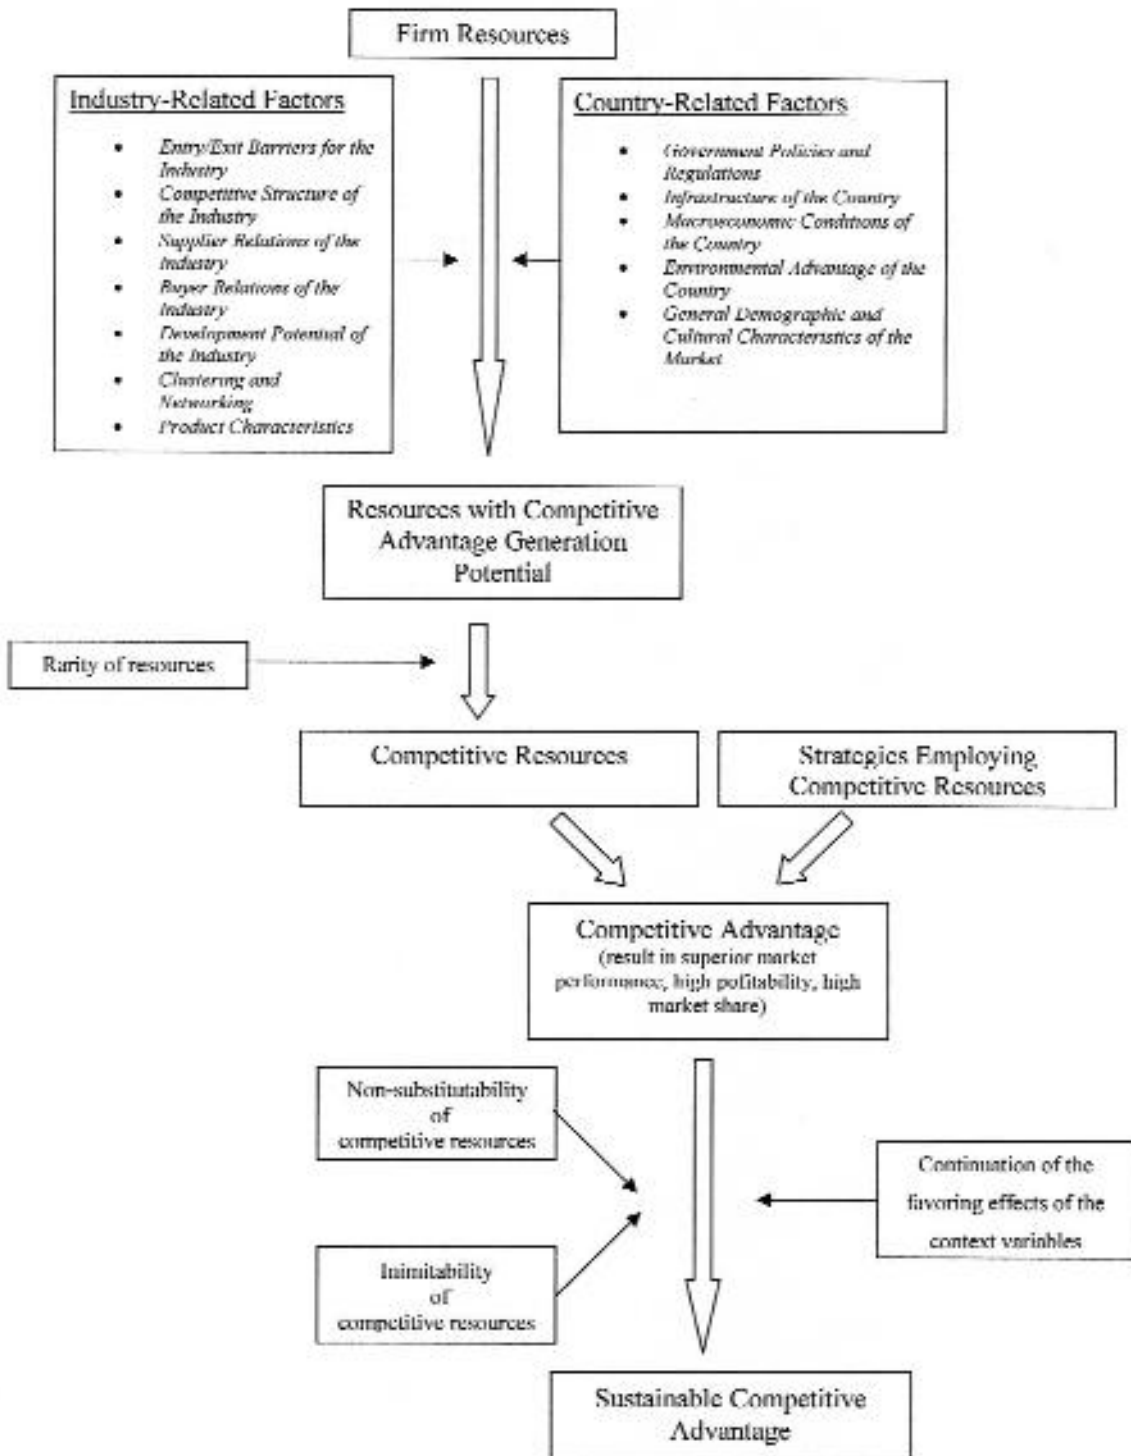 Firm Resources
Industry-Related Factors
• Entry/Exit Barriers for the
Industry
• Competitive Structure of
the Industry
• Supplier Relations of the
Industry
• Buyer Relations of the
Industry
• Development Potential of
the Industry
• Clustering and
Networking
• Product Characteristics
Country-Related Factors
• Government Policies and
Regulations
• Infrastructure of the Country
• Macroeconomic Conditions of
the Country
• Environmental Advantage of the
Country
• General Demographic and
Cultural Characteristics of the
Market
Resources with Competitive
Advantage Generation
Potential
Rarity of resources
Competitive Resources
Strategies Employing
Competitive Resources
Competitive Advantage
(result in superior market
performance, high pofitability, high
market share)
Non-substitutability
of
competitive resources
Continuation of the
favoring effects of the
context variables
Inimitability
of
competitive resources
Sustainable Competitive
Advantage